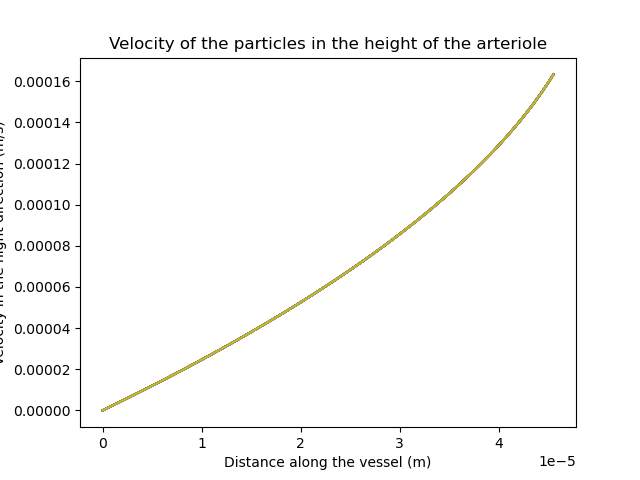 Velocity of the particles in the height of the arteriole
0.00016
0.00014
0.00012
0.00010
0.00008
0.00006
0.00004
0.00002
0.00000
in the hight direction (m/s)
0 1 2 3 4
1e−5
Distance along the vessel (m)